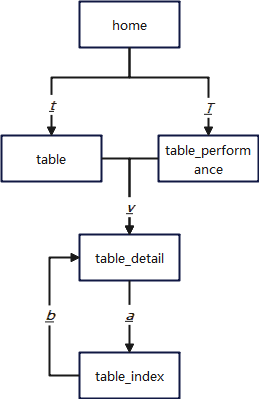 home
t
T
table
table_perform
ance
v
table_detail
b
a
table_index